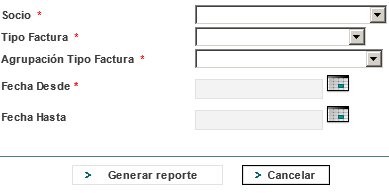 Socio *
Tipo Factura *
Agrupación Tipo Factura *
Fecha Desde *
Fecha Hasta
Generar reporte
Cancelar